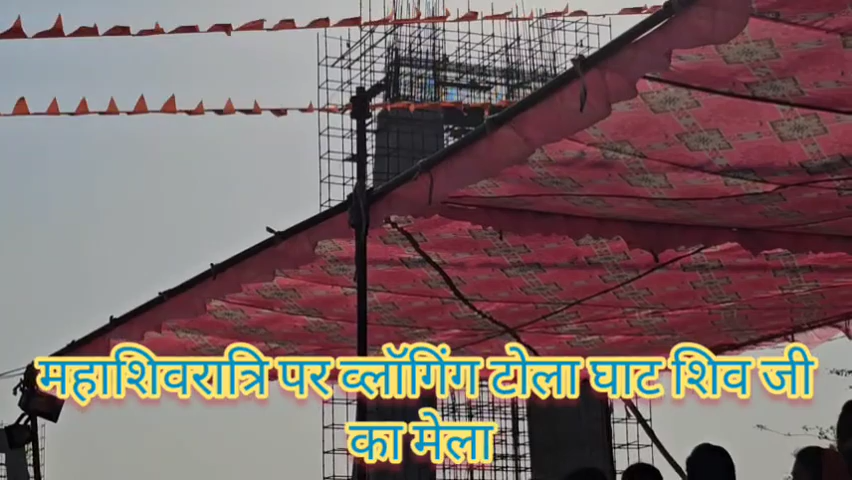 महाशिवरात्रि पर व्लॉगिंग टोला घाट शिव जी
का मेला